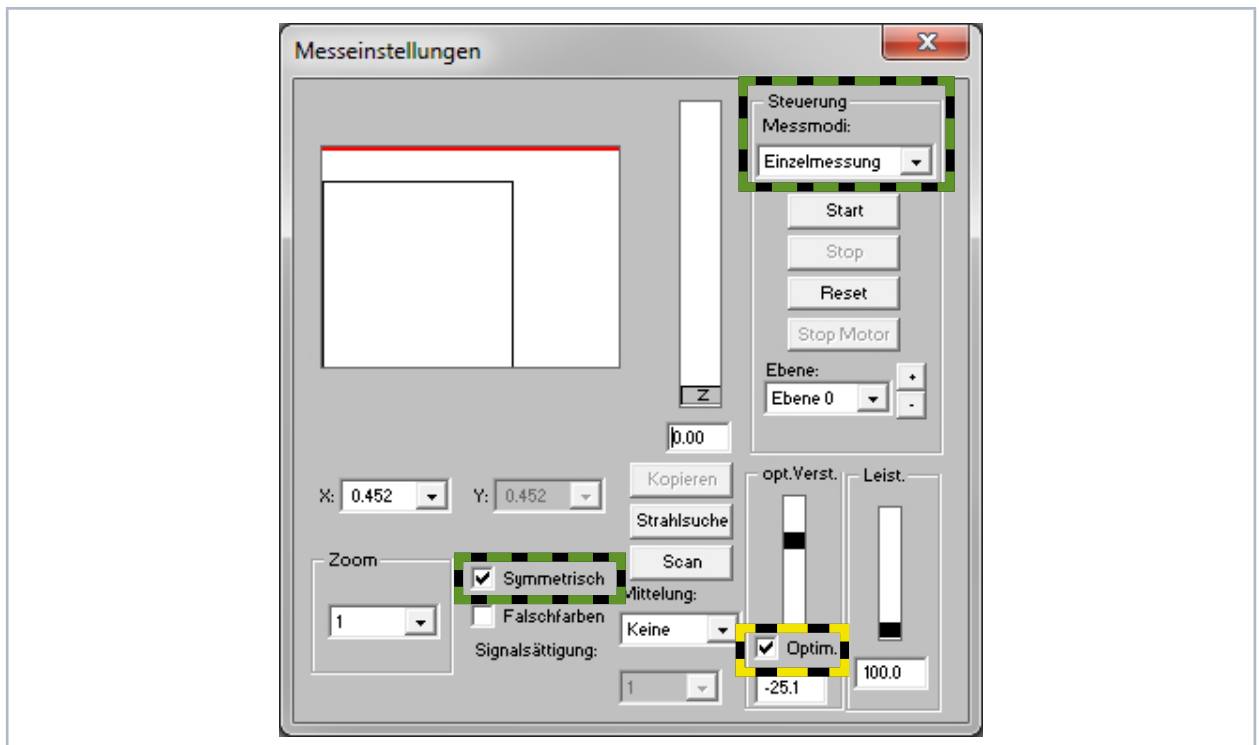 Messeinstellungen
x
Steuerung
Messmodi:
Einzelmessung
Start
Stop
Reset
Stop Motor
Ebene:
Ebene 0
+
-
Z
0.00
X: 0.452
Y: 0.452
Kopieren
Strahlsuche
Scan
Zoom
1
Symmetrisch
Falschfarben
Signalsättigung:
Mittelung:
Keine
1
opt.Verst.
Optim.
-25.1
Leist.
100.0